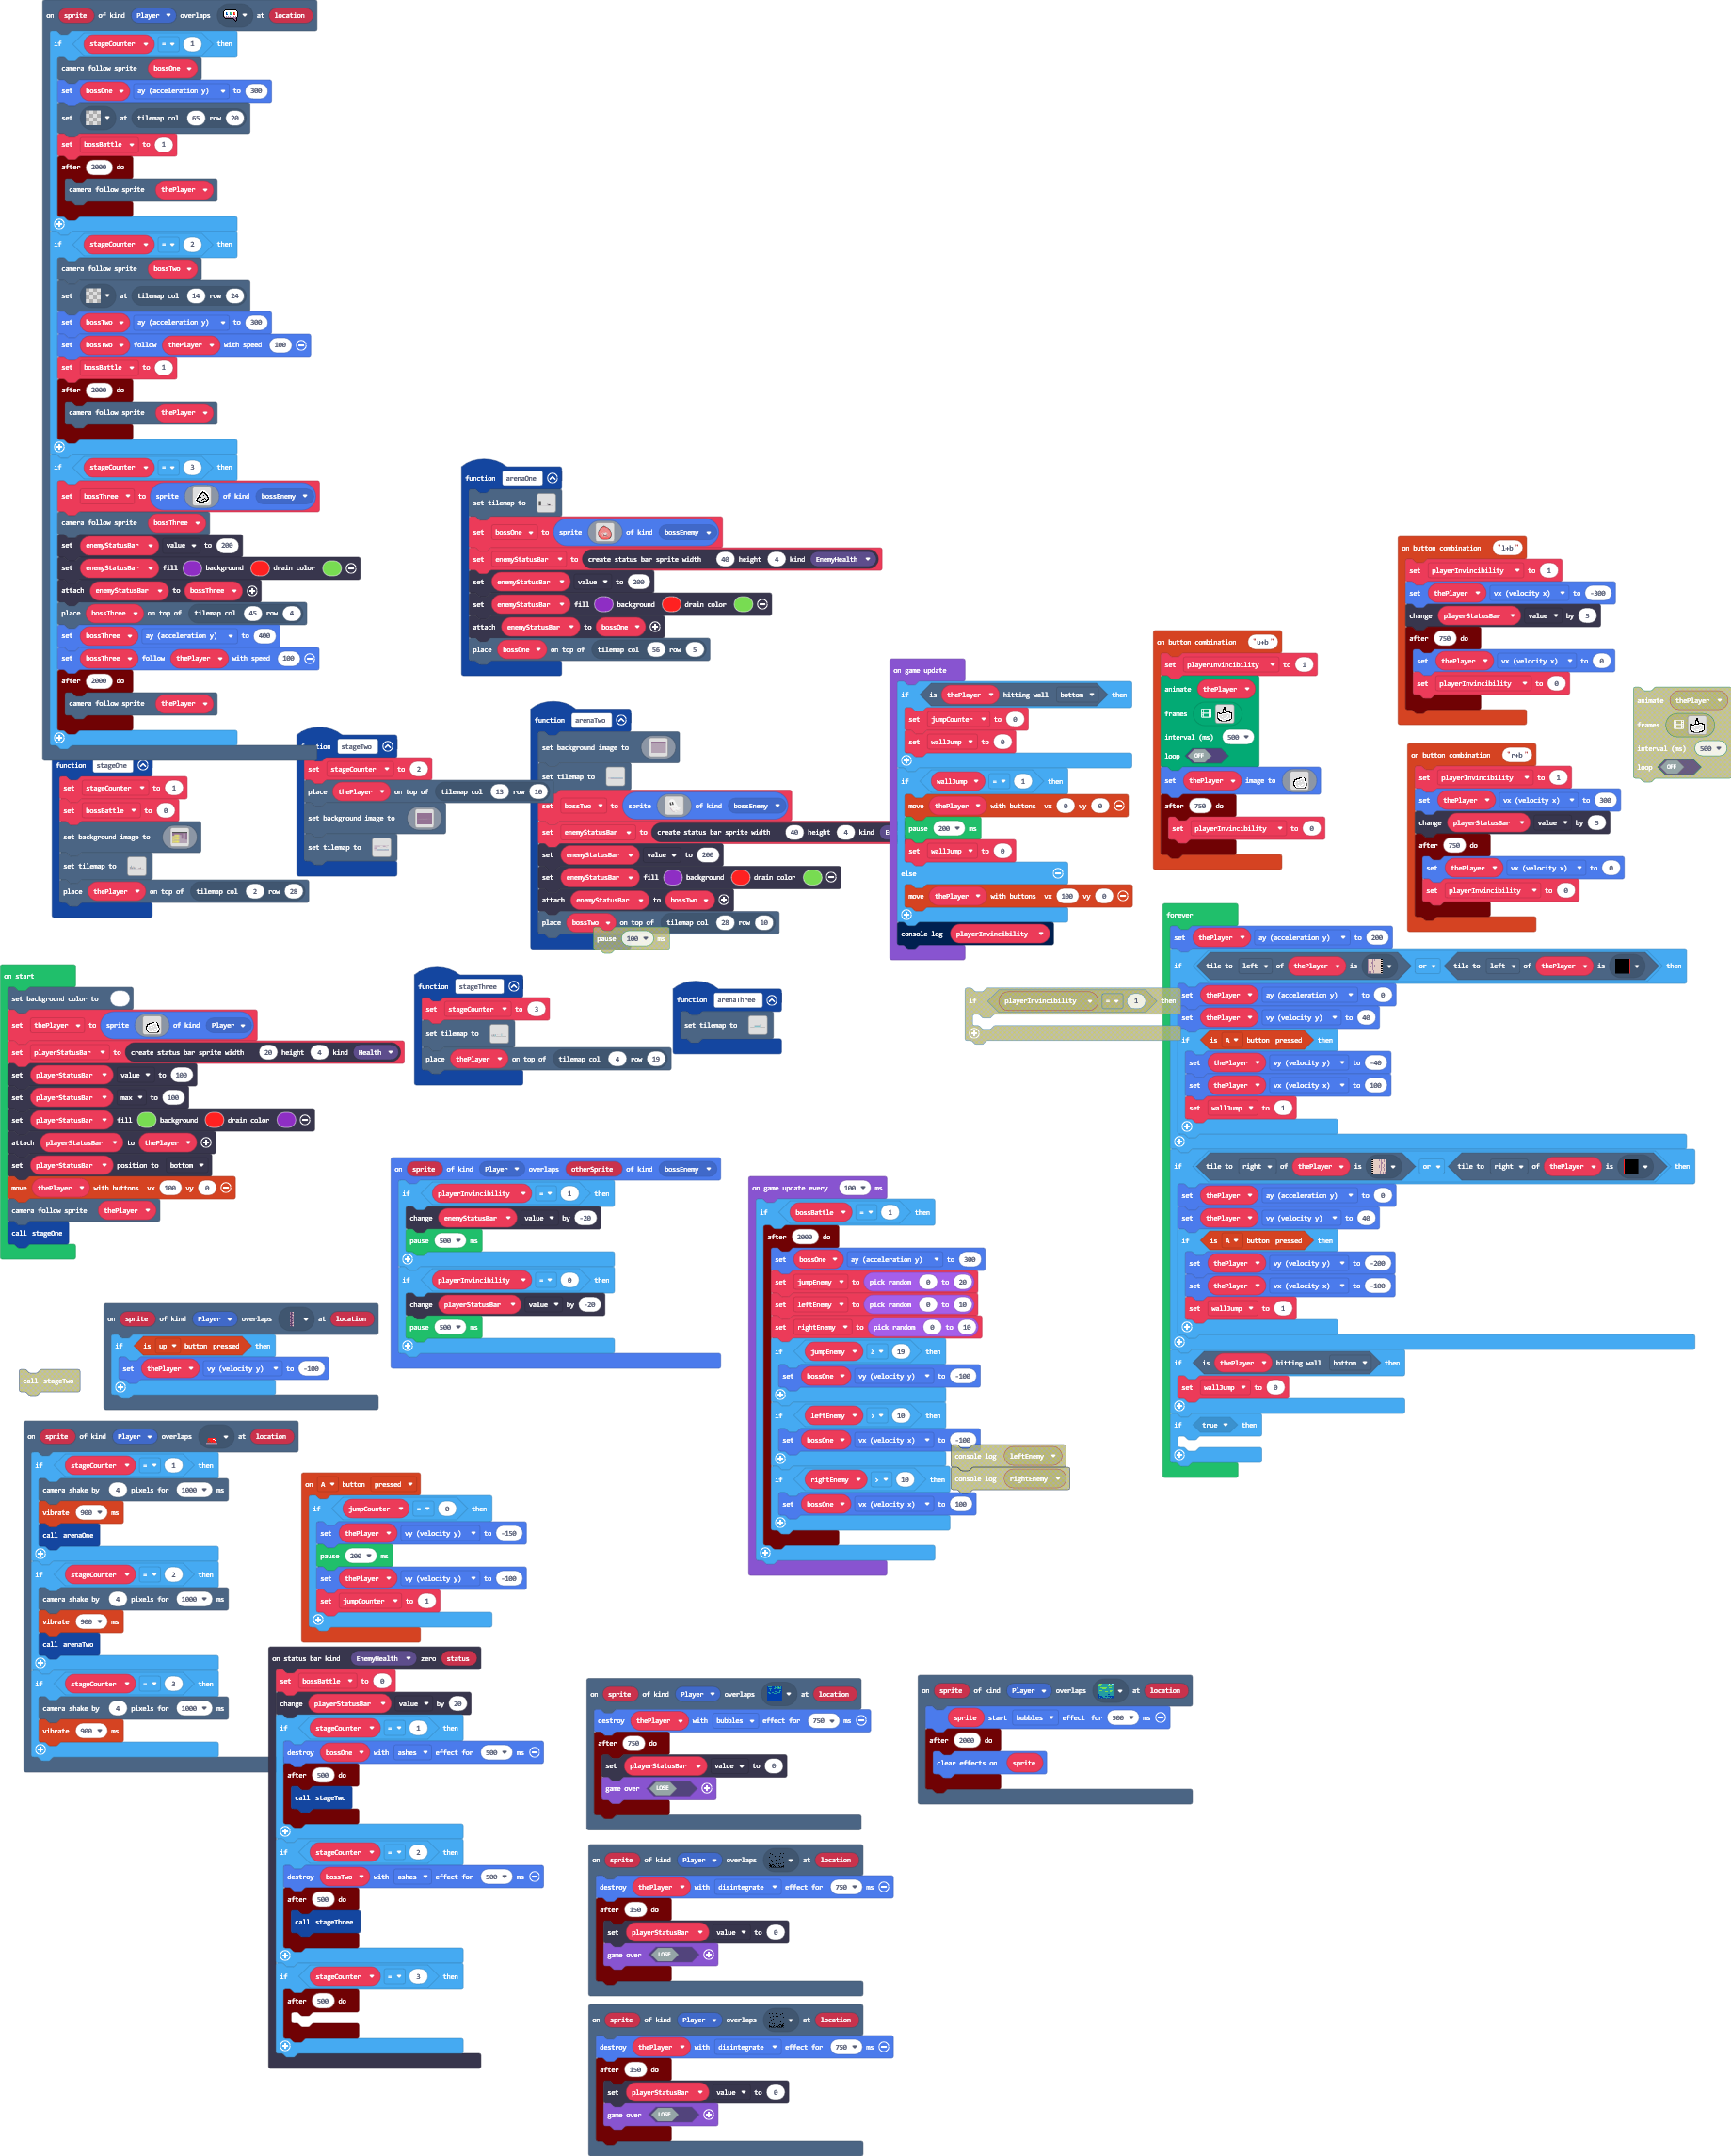 on sprite of kind Player overlaps at location
if stageCounter = 1 then
camera follow sprite bossOne
set bossOne ay (acceleration y) to 300
set at tilemap col 65 row 20
set bossBattle to 1
after 2000 do
camera follow sprite thePlayer
if stageCounter = 2 then
camera follow sprite bossTwo
set at tilemap col 14 row 24
set bossTwo ay (acceleration y) to 300
set bossTwo follow thePlayer with speed 100
set bossBattle to 1
after 2000 do
camera follow sprite thePlayer
if stageCounter = 3 then
set bossThree to sprite of kind bossEnemy
camera follow sprite bossThree
set enemyStatusBar value to 200
set enemyStatusBar fill background drain color
attach enemyStatusBar to bossThree
place bossThree on top of tilemap col 45 row 4
set bossThree ay (acceleration y) to 400
set bossThree follow thePlayer with speed 100
after 2000 do
camera follow sprite thePlayer
function stageOne
set stageCounter to 1
set bossBattle to 0
set background image to
set tilemap to
place thePlayer on top of tilemap col 2 row 28
stageTwo
set stageCounter to 2
place thePlayer on top of tilemap col 13 row 10
set background image to
set tilemap to
function arenaOne
set tilemap to
set bossOne to sprite of kind bossEnemy
set enemyStatusBar to create status bar sprite width 40 height 4 kind EnemyHealth
set enemyStatusBar value to 200
set enemyStatusBar fill background drain color
attach enemyStatusBar to bossOne
place bossOne on top of tilemap col 56 row 5
function arenaTwo
set background image to
set tilemap to
set bossTwo to sprite of kind bossEnemy
set enemyStatusBar to create status bar sprite width 40 height 4 kind
set enemyStatusBar value to 200
set enemyStatusBar fill background drain color
attach enemyStatusBar to bossTwo
place bossTwo on top of tilemap col 28 row 10
pause 100 ms
on game update
if is thePlayer hitting wall bottom then
set jumpCounter to 0
set wallJump to 0
if wallJump = 1 then
move thePlayer with buttons vx 0 vy 0
pause 200 ms
set wallJump to 0
else
move thePlayer with buttons vx 100 vy 0
console log playerInvincibility
on button combination "u+b"
set playerInvincibility to 1
animate thePlayer
frames
interval (ms) 500
loop OFF
set thePlayer image to
after 750 do
set playerInvincibility to 0
on button combination "l+b"
set playerInvincibility to 1
set thePlayer vx (velocity x) to -300
change playerStatusBar value by 5
after 750 do
set thePlayer vx (velocity x) to 0
set playerInvincibility to 0
on button combination "r+b"
set playerInvincibility to 1
set thePlayer vx (velocity x) to 300
change playerStatusBar value by 5
after 750 do
set thePlayer vx (velocity x) to 0
set playerInvincibility to 0
animate thePlayer
frames
interval (ms) 500
loop OFF
on start
set background color to
set thePlayer to sprite of kind Player
set playerStatusBar to create status bar sprite width 20 height 4 kind Health
set playerStatusBar value to 100
set playerStatusBar max to 100
set playerStatusBar fill background drain color
attach playerStatusBar to thePlayer
set playerStatusBar position to bottom
move thePlayer with buttons vx 100 vy 0
camera follow sprite thePlayer
call stageOne
function stageThree
set stageCounter to 3
set tilemap to
place thePlayer on top of tilemap col 4 row 19
function arenaThree
set tilemap to
if playerInvincibility = 1 then
forever
set thePlayer ay (acceleration y) to 200
if tile to left of thePlayer is or tile to left of thePlayer is then
set thePlayer ay (acceleration y) to 0
set thePlayer vy (velocity y) to 40
if is A button pressed then
set thePlayer vy (velocity y) to -40
set thePlayer vx (velocity x) to 100
set wallJump to 1
if tile to right of thePlayer is or tile to right of thePlayer is then
set thePlayer ay (acceleration y) to 0
set thePlayer vy (velocity y) to 40
if is A button pressed then
set thePlayer vy (velocity y) to -200
set thePlayer vx (velocity x) to -100
set wallJump to 1
if is thePlayer hitting wall bottom then
set wallJump to 0
if true then
on sprite of kind Player overlaps otherSprite of kind bossEnemy
if playerInvincibility = 1 then
change enemyStatusBar value by -20
pause 500 ms
if playerInvincibility = 0 then
change playerStatusBar value by -20
pause 500 ms
on game update every 100 ms
if bossBattle = 1 then
after 2000 do
set bossOne ay (acceleration y) to 300
set jumpEnemy to pick random 0 to 20
set leftEnemy to pick random 0 to 10
set rightEnemy to pick random 0 to 10
if jumpEnemy ≥ 19 then
set bossOne vy (velocity y) to -100
if leftEnemy > 10 then
set bossOne vx (velocity x) to -100
if rightEnemy > 10 then
set bossOne vx (velocity x) to 100
console log leftEnemy
console log rightEnemy
on sprite of kind Player overlaps at location
if is up button pressed then
set thePlayer vy (velocity y) to -100
call stageTwo
on sprite of kind Player overlaps at location
if stageCounter = 1 then
camera shake by 4 pixels for 1000 ms
vibrate 900 ms
call arenaOne
if stageCounter = 2 then
camera shake by 4 pixels for 1000 ms
vibrate 900 ms
call arenaTwo
if stageCounter = 3 then
camera shake by 4 pixels for 1000 ms
vibrate 900 ms
on A button pressed
if jumpCounter = 0 then
set thePlayer vy (velocity y) to -150
pause 200 ms
set thePlayer vy (velocity y) to -100
set jumpCounter to 1
on status bar kind EnemyHealth zero status
set bossBattle to 0
change playerStatusBar value by 20
if stageCounter = 1 then
destroy bossOne with ashes effect for 500 ms
after 500 do
call stageTwo
if stageCounter = 2 then
destroy bossTwo with ashes effect for 500 ms
after 500 do
call stageThree
if stageCounter = 3 then
after 500 do
on sprite of kind Player overlaps at location
destroy thePlayer with bubbles effect for 750 ms
after 750 do
set playerStatusBar value to 0
game over LOSE
on sprite of kind Player overlaps at location
destroy thePlayer with disintegrate effect for 750 ms
after 150 do
set playerStatusBar value to 0
game over LOSE
on sprite of kind Player overlaps at location
destroy thePlayer with disintegrate effect for 750 ms
after 150 do
set playerStatusBar value to 0
game over LOSE
on sprite of kind Player overlaps at location
sprite start bubbles effect for 500 ms
after 2000 do
clear effects on sprite